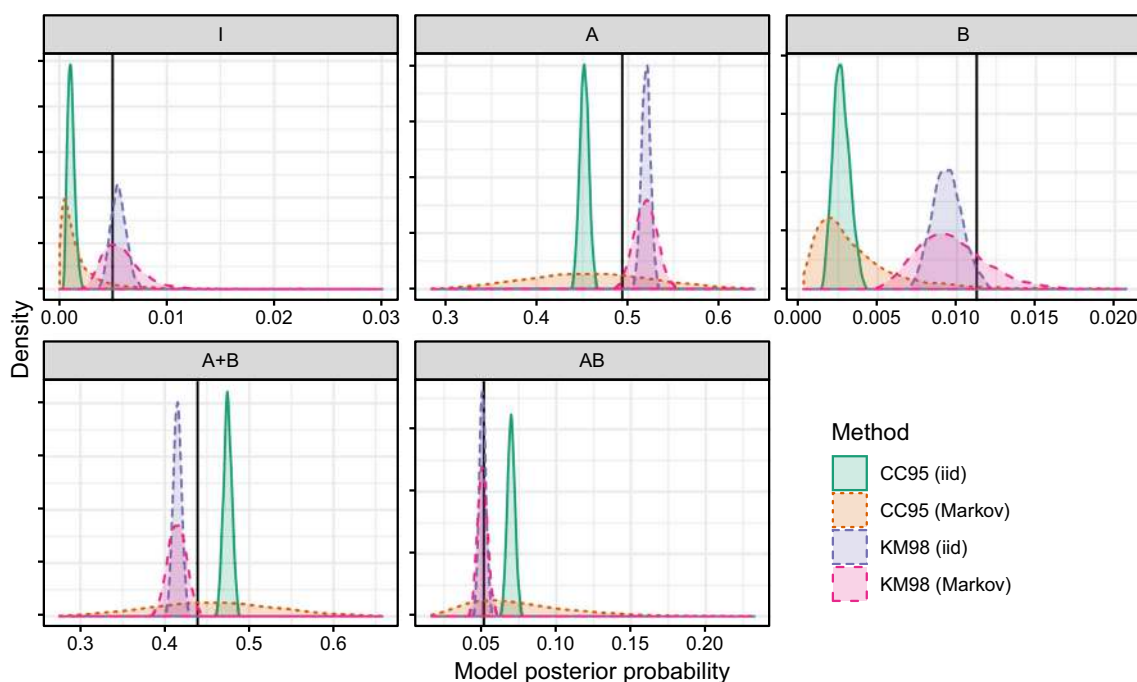 I
A
B
0.00 0.01 0.02 0.03
0.3 0.4 0.5 0.6
0.000 0.005 0.010 0.015 0.020
Density
A+B
AB
0.3 0.4 0.5 0.6
0.05 0.10 0.15 0.20
Model posterior probability
Method
CC95 (iid)
CC95 (Markov)
KM98 (iid)
KM98 (Markov)